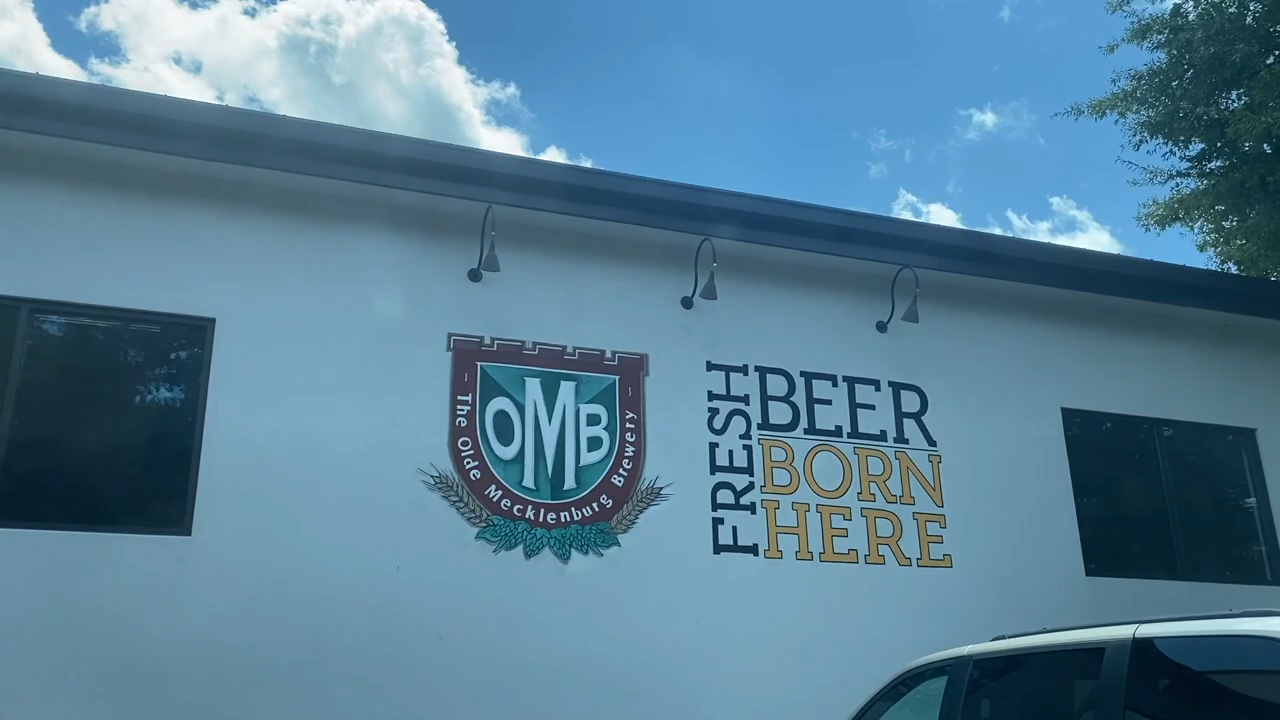 OMB
The Olde Mecklenburg Brewery
FRESH
BEER
BORN
HERE